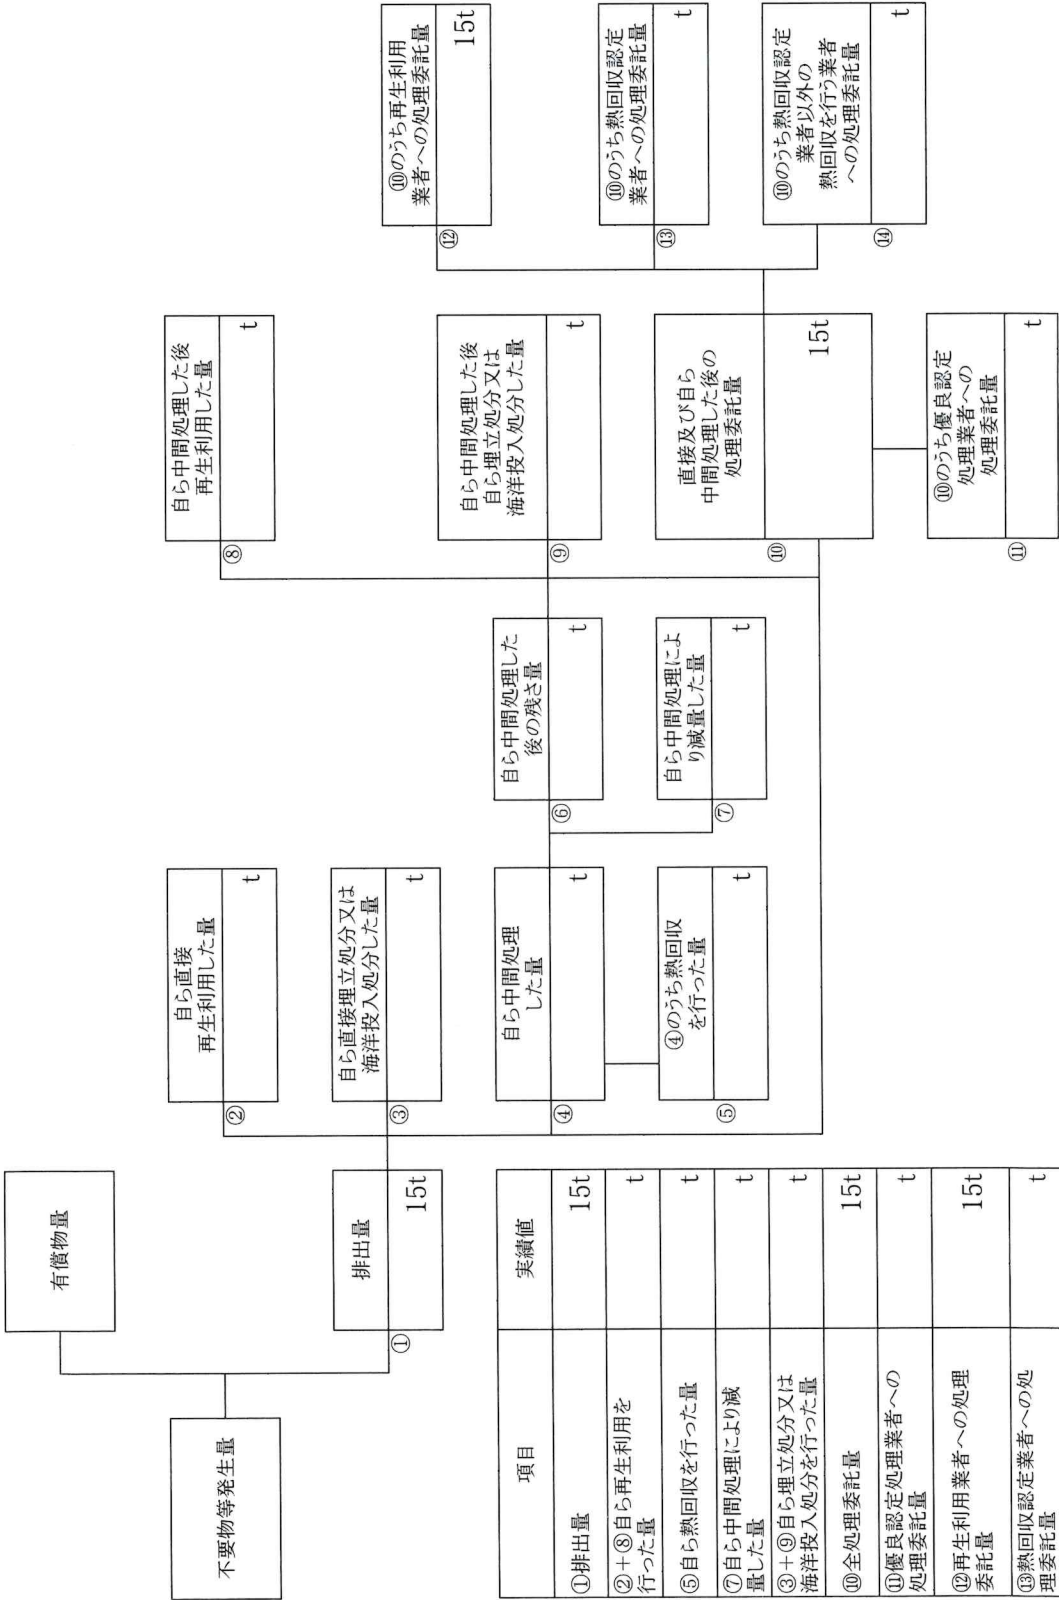 不要物等発生量
有償物量
排出量
①
15t
自ら直接
再生利用した量
②
t
自ら直接埋立処分又は
海洋投入処分した量
③
t
自ら中間処理
した量
④
t
④のうち熱回収
を行った量
⑤
t
自ら中間処理した
後の残さ量
⑥
t
自ら中間処理によ
り減量した量
⑦
t
自ら中間処理した後
再生利用した量
⑧
t
自ら中間処理した後
自ら埋立処分又は
海洋投入処分した量
⑨
t
直接及び自ら
中間処理した後の
処理委託量
⑩
15t
⑩のうち優良認定
処理業者への
処理委託量
⑪
t
⑩のうち再生利用
業者への処理委託量
⑫
15t
⑩のうち熱回収認定
業者への処理委託量
⑬
t
⑩のうち熱回収認定
業者以外の
熱回収を行う業者
への処理委託量
⑭
t
項目
実績値
①排出量
15t
②+⑧自ら再生利用を
行った量
t
⑤自ら熱回収を行った量
t
⑦自ら中間処理により減
量した量
t
③+⑨自ら埋立処分又は
海洋投入処分を行った量
t
⑩全処理委託量
15t
⑪優良認定処理業者への
処理委託量
t
⑫再生利用業者への処理
委託量
15t
⑬熱回収認定業者への処
理委託量
t